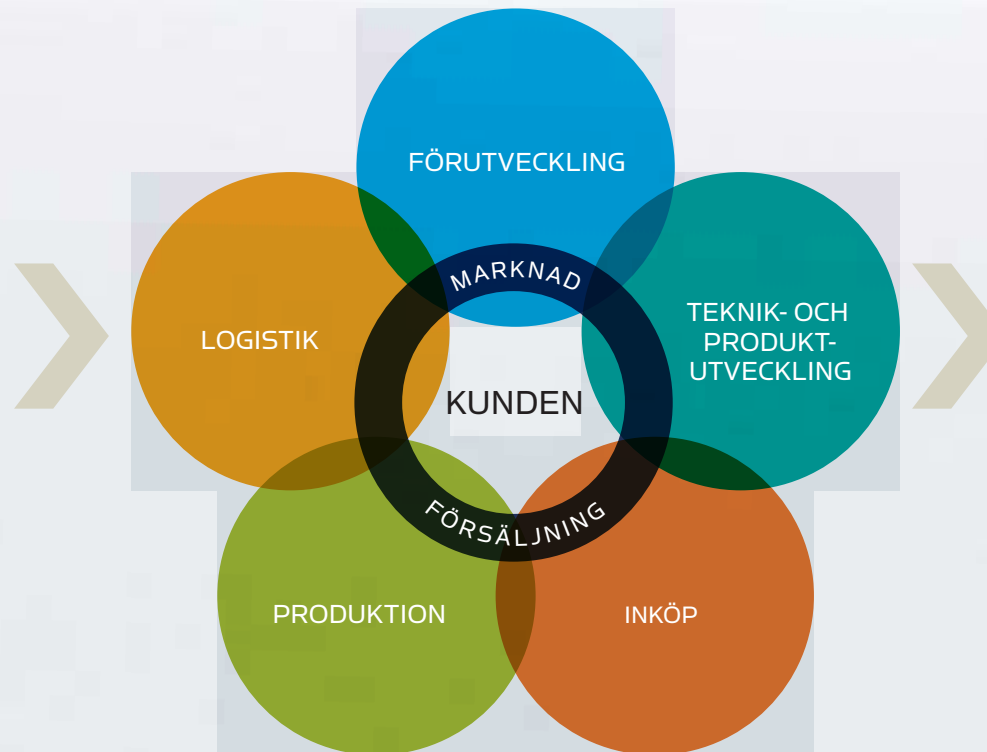 FÖRUTVECKLING
MARKNAD
LOGISTIK
TEKNIK- OCH
PRODUKT-
UTVECKLING
KUNDEN
FÖRSÄLJNING
PRODUKTION
INKÖP